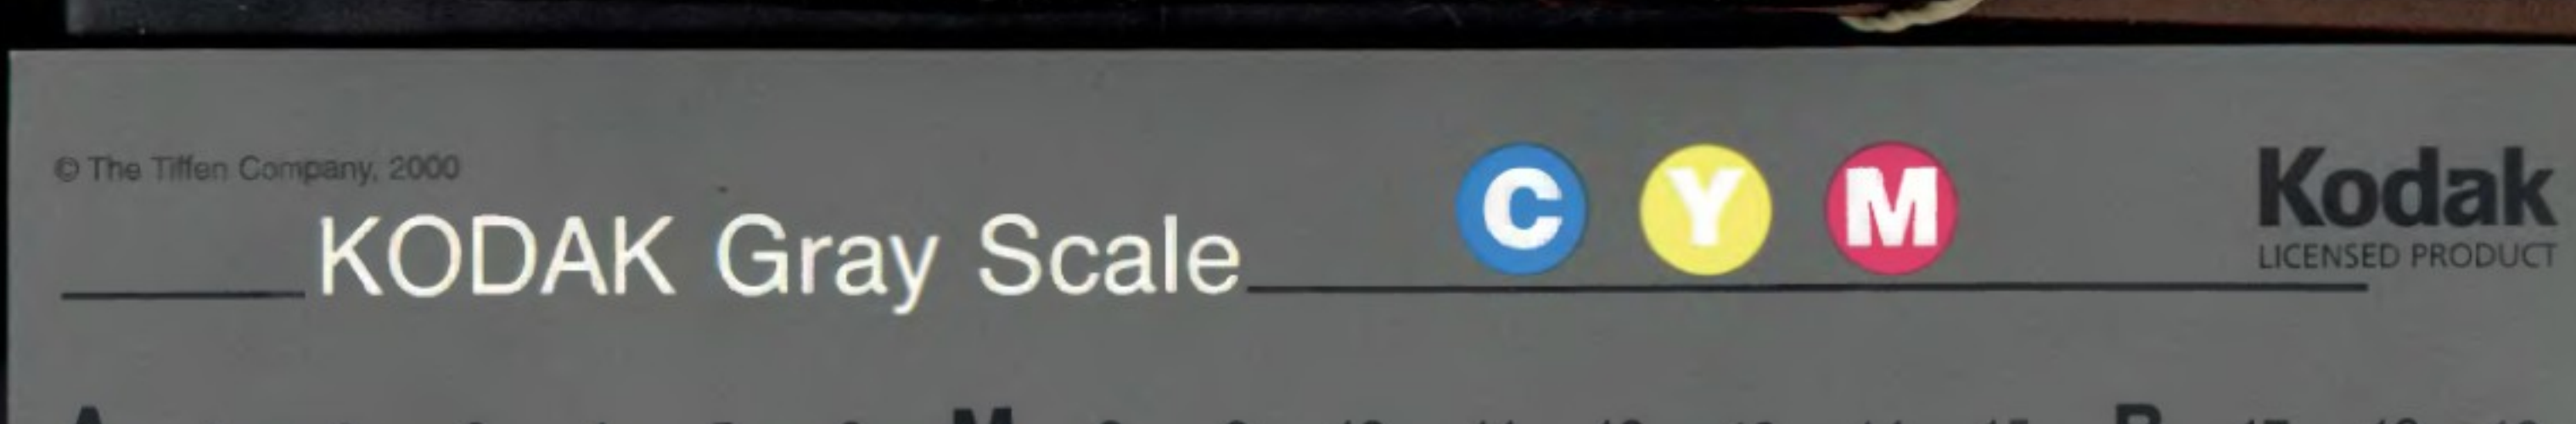 © The Tiffen Company, 2000
KODAK Gray Scale
C Y M
Kodak
LICENSED PRODUCT